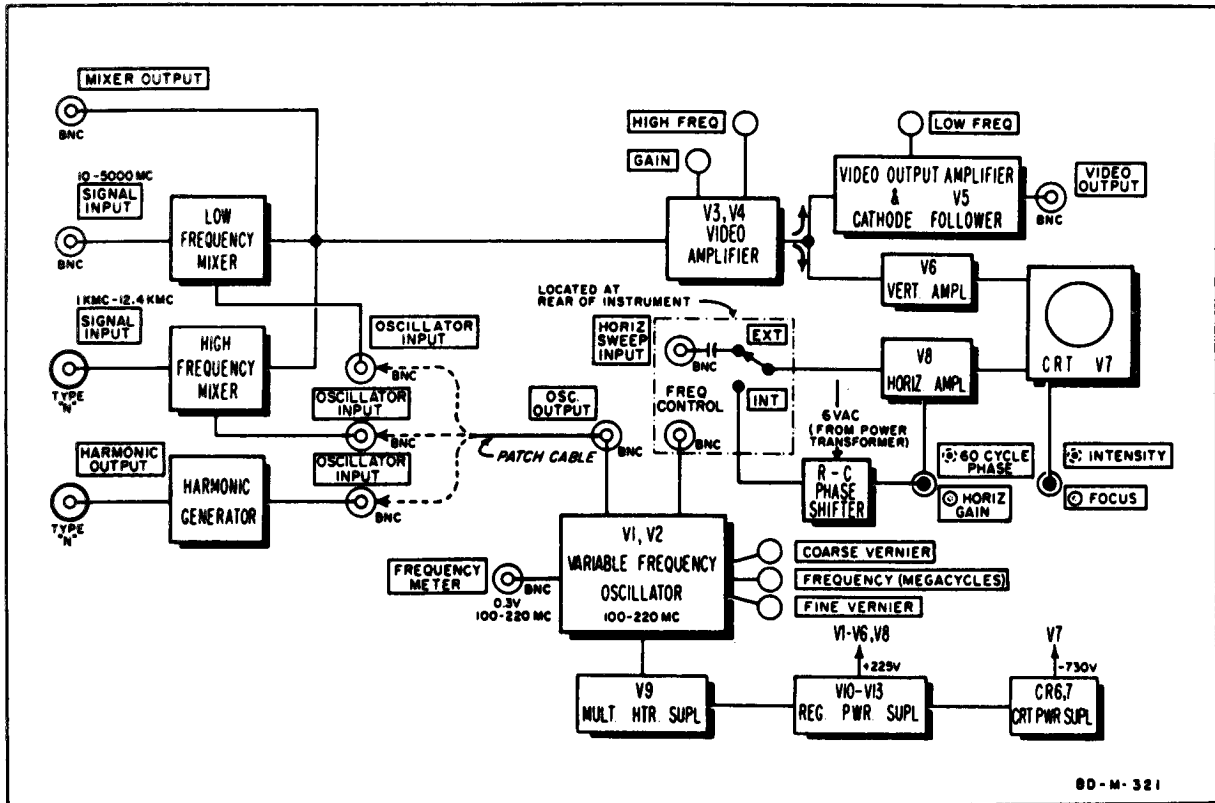 MIXER OUTPUT
BNC
10-5000 MC
SIGNAL
INPUT
BNC
LOW
FREQUENCY
MIXER
1 KMC-12.4 KMC
SIGNAL
INPUT
TYPE
"N"
HIGH
FREQUENCY
MIXER
HARMONIC
OUTPUT
TYPE
"N"
HARMONIC
GENERATOR
OSCILLATOR
INPUT
BNC
OSCILLATOR
INPUT
BNC
OSCILLATOR
INPUT
BNC
PATCH CABLE
OSC.
OUTPUT
BNC
HIGH FREQ
GAIN
V3, V4
VIDEO
AMPLIFIER
LOW FREQ
VIDEO OUTPUT AMPLIFIER
& V5
CATHODE FOLLOWER
VIDEO
OUTPUT
BNC
V6
VERT. AMPL
LOCATED AT
REAR OF INSTRUMENT
HORIZ
SWEEP
INPUT
BNC
EXT
INT
FREQ
CONTROL
BNC
V8
HORIZ AMPL
CRT V7
6 VAC
(FROM POWER
TRANSFORMER)
R-C
PHASE
SHIFTER
60 CYCLE
PHASE
HORIZ
GAIN
INTENSITY
FOCUS
FREQUENCY
METER
BNC
0.3V
100-220 MC
V1, V2
VARIABLE FREQUENCY
OSCILLATOR
100-220 MC
COARSE VERNIER
FREQUENCY (MEGACYCLES)
FINE VERNIER
V9
MULT. HTR. SUPL
V1-V6, V8
+225V
V10-V13
REG. PWR. SUPL
V7
-730V
CR6,7
CRT PWR SUPL
BD-M-321